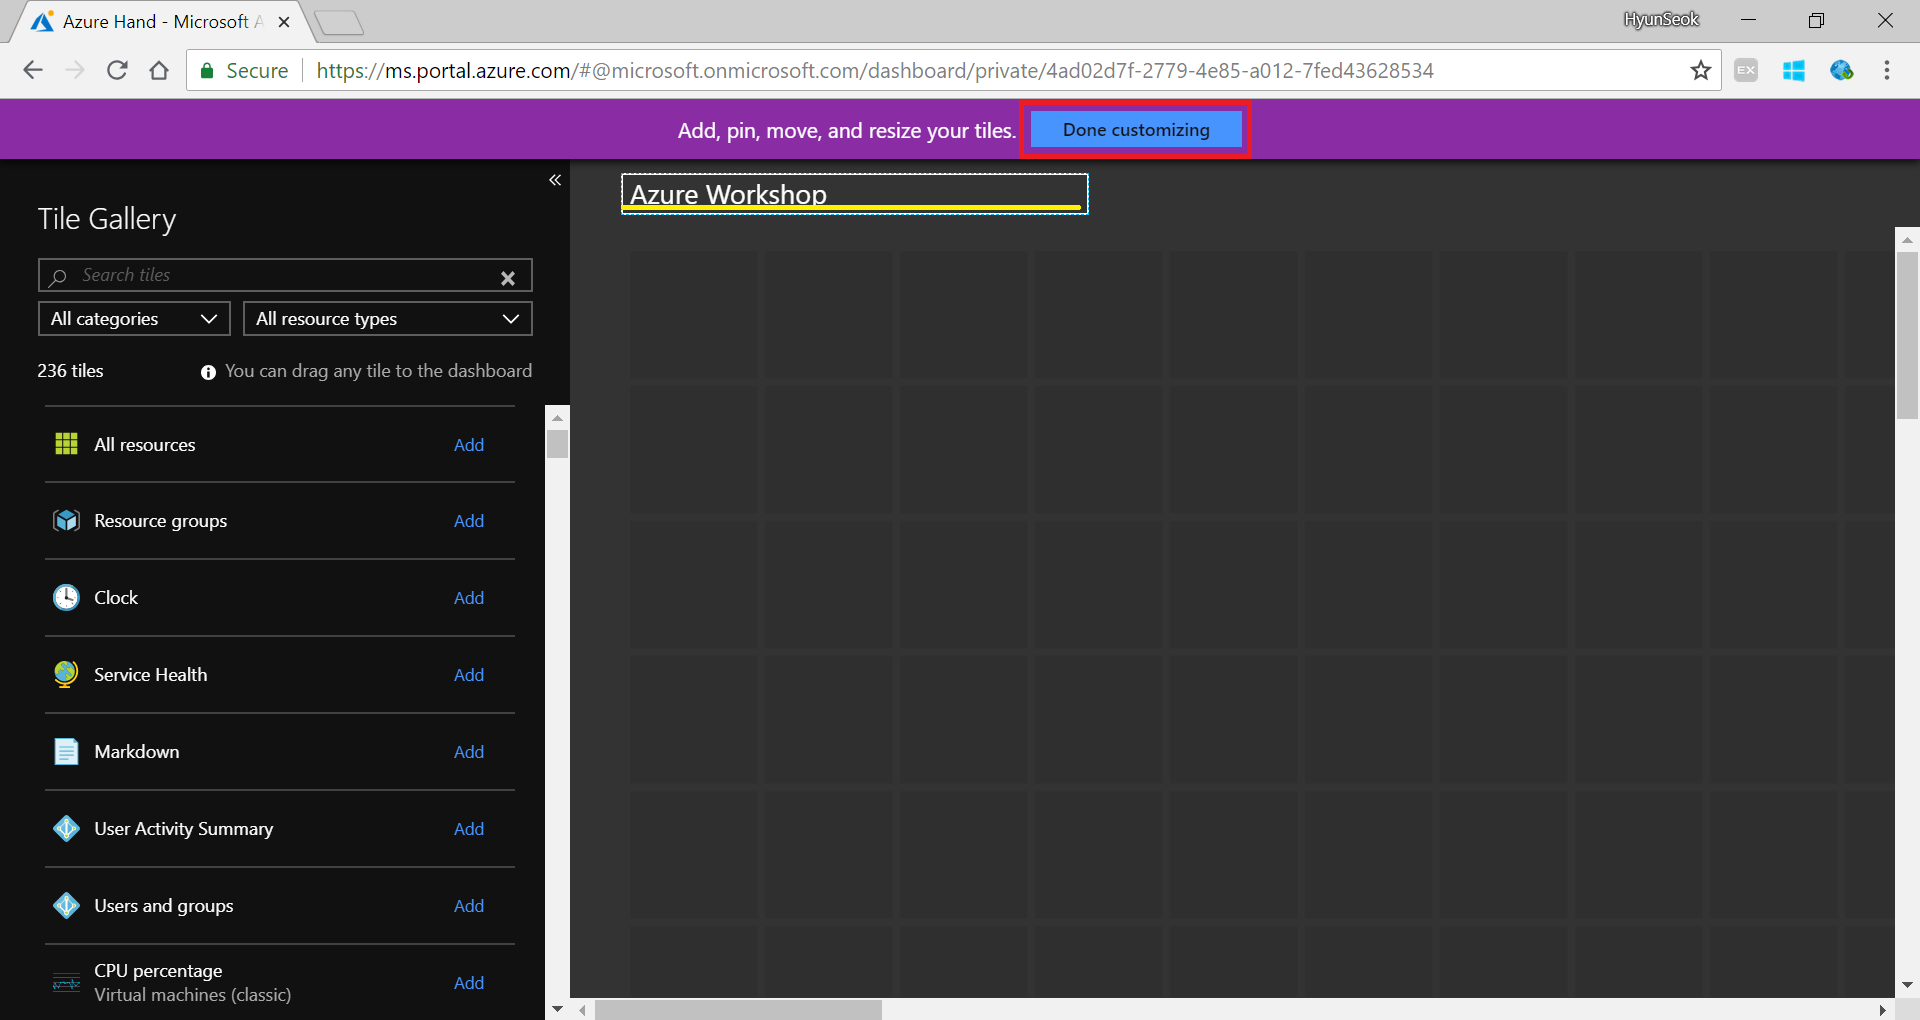 Azure Hand - Microsoft A
HyunSeok
Secure
https://ms.portal.azure.com/#@microsoft.onmicrosoft.com/dashboard/private/4ad02d7f-2779-4e85-a012-7fed43628534
EX
Add, pin, move, and resize your tiles.
Done customizing
Azure Workshop
Tile Gallery
Search tiles
All categories
All resource types
236 tiles
You can drag any tile to the dashboard
All resources Add
Resource groups Add
Clock Add
Service Health Add
Markdown Add
User Activity Summary Add
Users and groups Add
CPU percentage
Virtual machines (classic)
Add